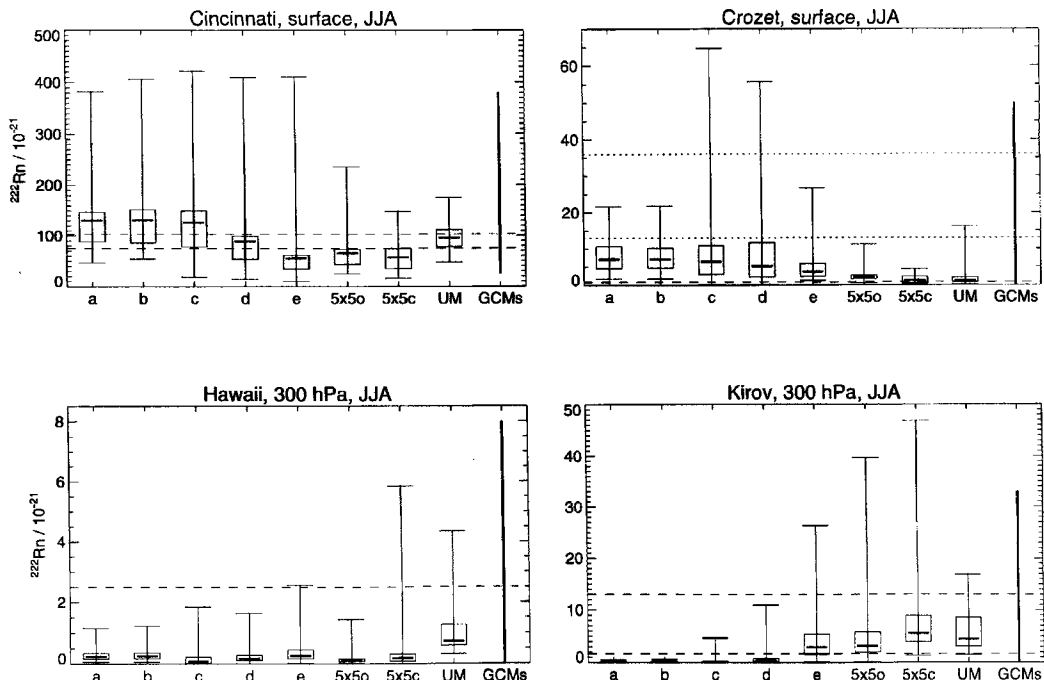 Cincinnati, surface, JJA
500
400
300
200
100
0
²²²Rn / 10⁻²¹
a b c d e 5x5o 5x5c UM GCMs
Crozet, surface, JJA
60
40
20
0
a b c d e 5x5o 5x5c UM GCMs
Hawaii, 300 hPa, JJA
8
6
4
2
0
²²²Rn / 10⁻²¹
a b c d e 5x5o 5x5c UM GCMs
Kirov, 300 hPa, JJA
50
40
30
20
10
0
a b c d e 5x5o 5x5c UM GCMs